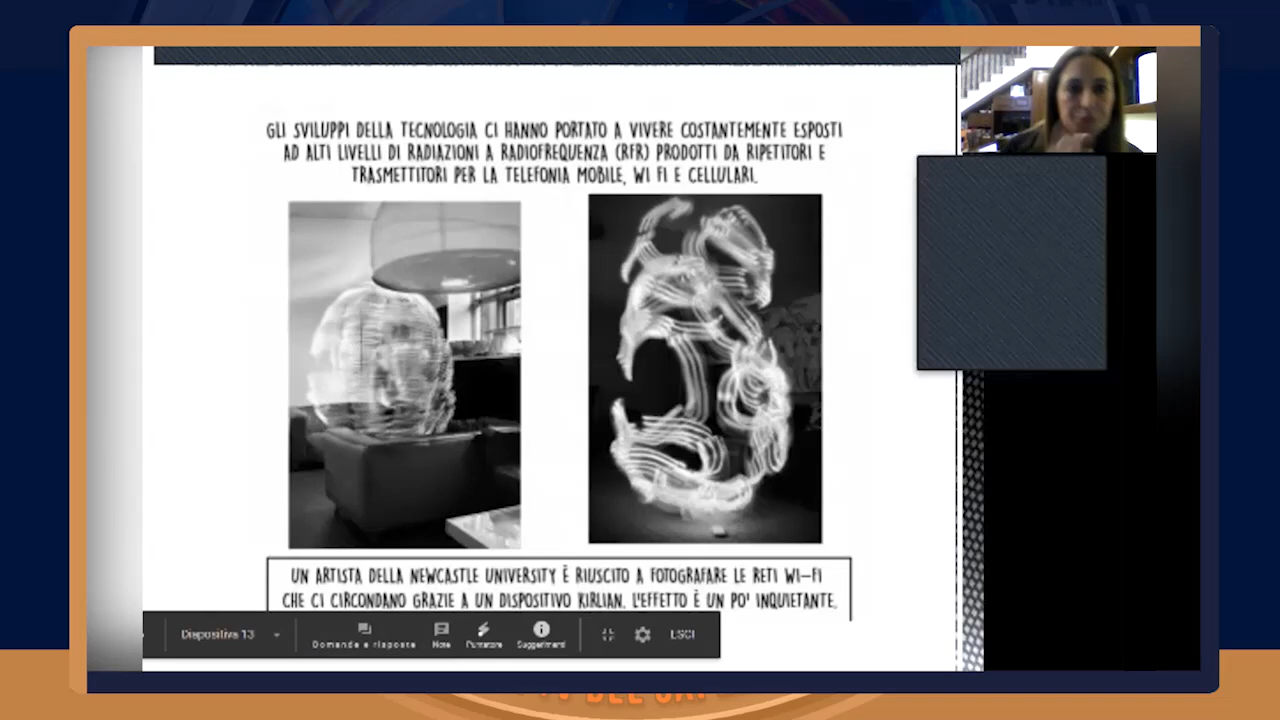 GLI SVILUPPI DELLA TECNOLOGIA CI HANNO PORTATO A VIVERE COSTANTEMENTE ESPOSTI
AD ALTI LIVELLI DI RADIAZIONI A RADIOFREQUENZA (RFR) PRODOTTI DA RIPETITORI E
TRASMETTITORI PER LA TELEFONIA MOBILE, WI FI E CELLULARI.
UN ARTISTA DELLA NEWCASTLE UNIVERSITY È RIUSCITO A FOTOGRAFARE LE RETI WI-FI
CHE CI CIRCONDANO GRAZIE A UN DISPOSITIVO KIRLIAN. L'EFFETTO È UN PO' INQUIETANTE.
Diapositiva 13 Domande e risposte Note Puntatore Suggerimenti ESCI